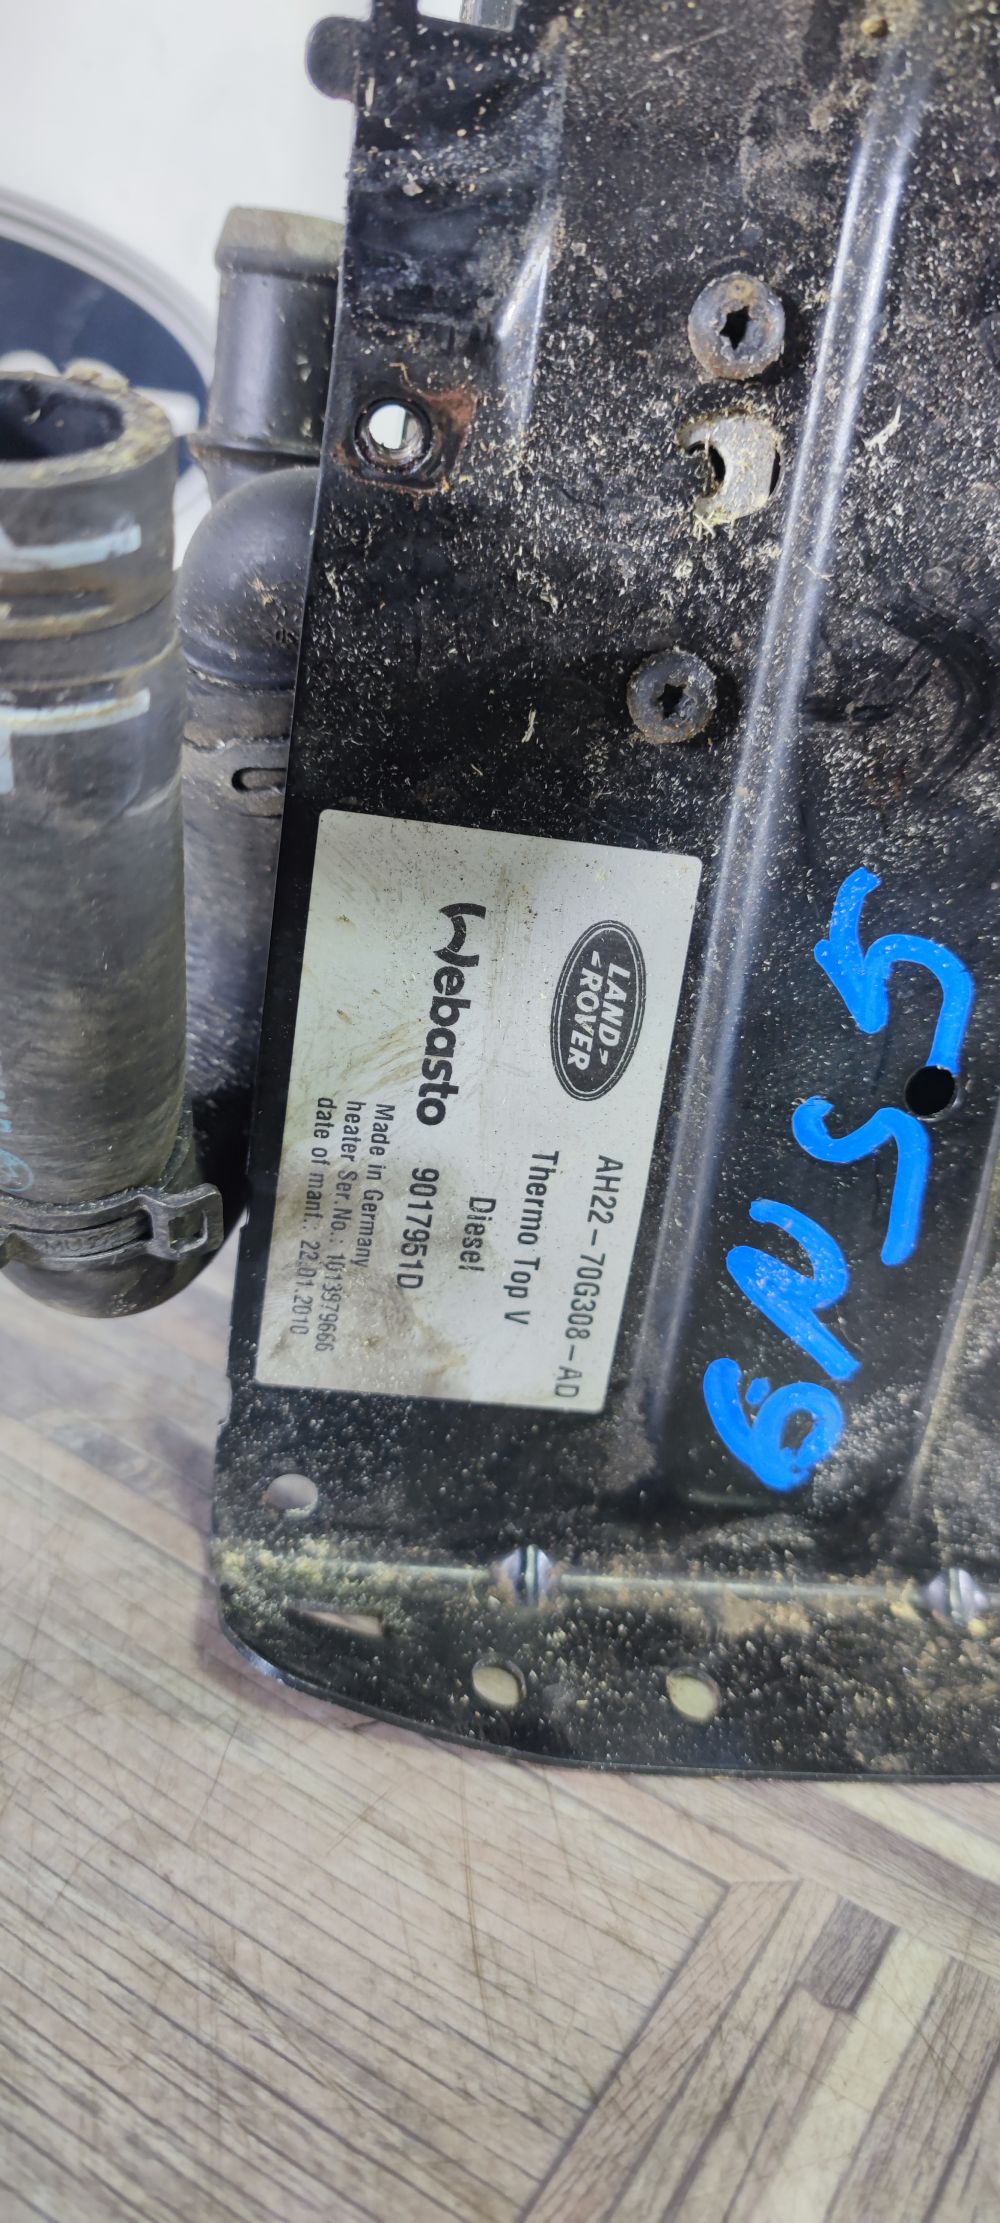 LAND-
-ROVER
AH22-70G308-AD
Thermo Top V
Diesel
Webasto 9017951D
Made in Germany
heater Ser.No.: 1013979666
date of manf.: 22.01.2010